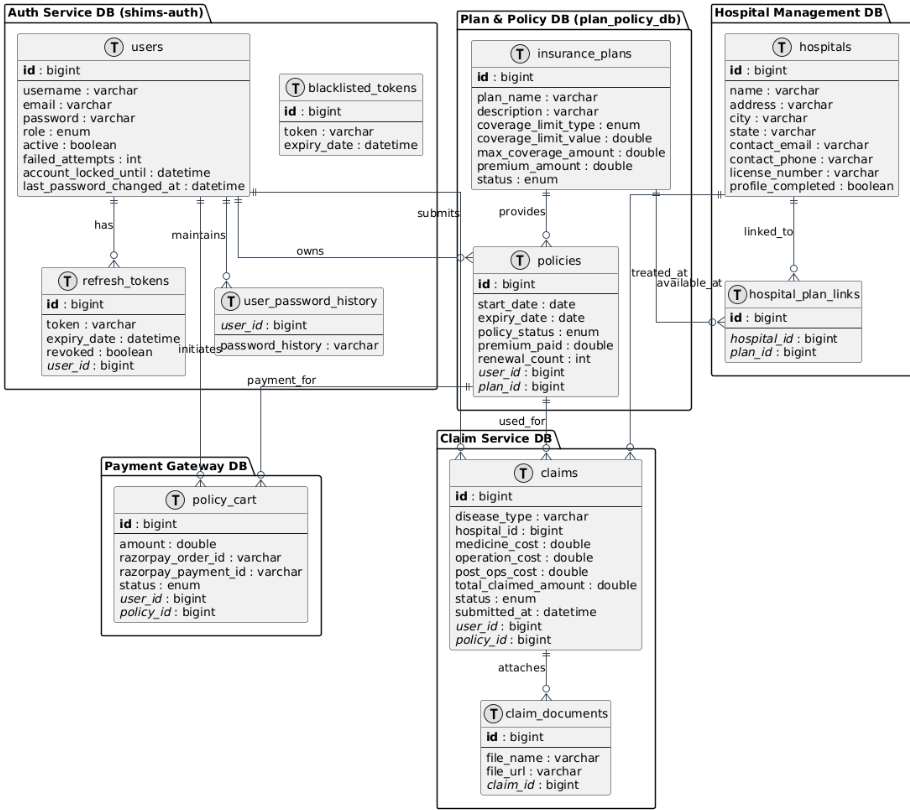 Auth Service DB (shims-auth)
T users
id : bigint
username : varchar
email : varchar
password : varchar
role : enum
active : boolean
failed_attempts : int
account_locked_until : datetime
last_password_changed_at : datetime
T blacklisted_tokens
id : bigint
token : varchar
expiry_date : datetime
has
maintains
T refresh_tokens
id : bigint
token : varchar
expiry_date : datetime
revoked : boolean
user_id : bigint
T user_password_history
user_id : bigint
password_history : varchar
initiates
Plan & Policy DB (plan_policy_db)
T insurance_plans
id : bigint
plan_name : varchar
description : varchar
coverage_limit_type : enum
coverage_limit_value : double
max_coverage_amount : double
premium_amount : double
status : enum
submits
provides
owns
T policies
id : bigint
start_date : date
expiry_date : date
policy_status : enum
premium_paid : double
renewal_count : int
user_id : bigint
plan_id : bigint
Hospital Management DB
T hospitals
id : bigint
name : varchar
address : varchar
city : varchar
state : varchar
contact_email : varchar
contact_phone : varchar
license_number : varchar
profile_completed : boolean
linked_to
treated_at
available_at
T hospital_plan_links
id : bigint
hospital_id : bigint
plan_id : bigint
payment_for
used_for
Payment Gateway DB
T policy_cart
id : bigint
amount : double
razorpay_order_id : varchar
razorpay_payment_id : varchar
status : enum
user_id : bigint
policy_id : bigint
Claim Service DB
T claims
id : bigint
disease_type : varchar
hospital_id : bigint
medicine_cost : double
operation_cost : double
post_ops_cost : double
total_claimed_amount : double
status : enum
submitted_at : datetime
user_id : bigint
policy_id : bigint
attaches
T claim_documents
id : bigint
file_name : varchar
file_url : varchar
claim_id : bigint